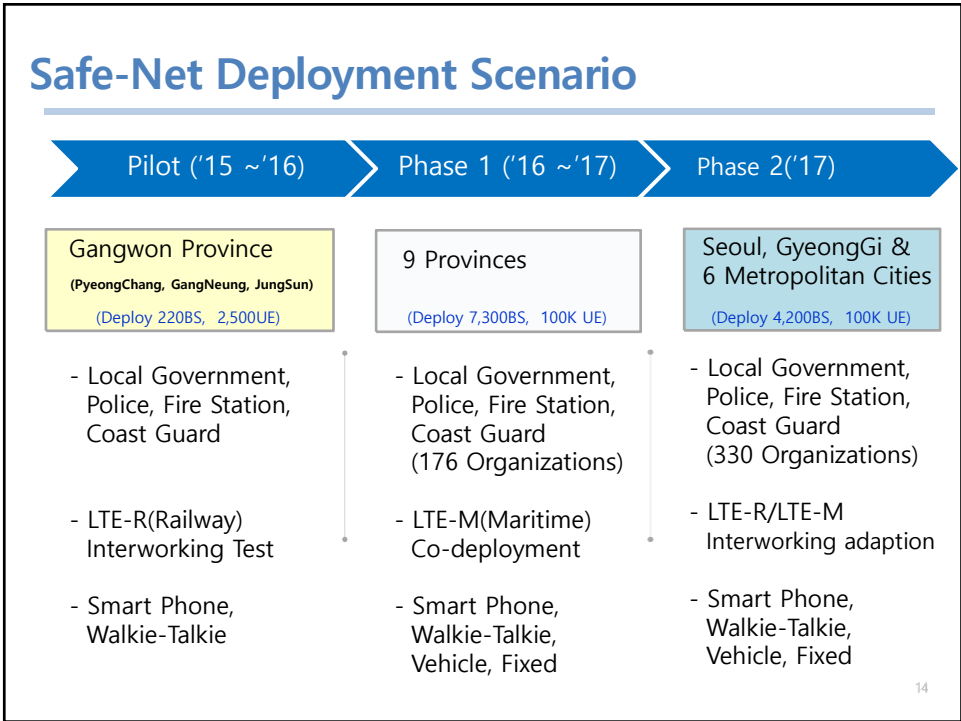 Safe-Net Deployment Scenario
Pilot (’15 ~’16)
Phase 1 (’16 ~’17)
Phase 2(’17)
Gangwon Province
(PyeongChang, GangNeung, JungSun)
(Deploy 220BS, 2,500UE)
9 Provinces
(Deploy 7,300BS, 100K UE)
Seoul, GyeongGi &
6 Metropolitan Cities
(Deploy 4,200BS, 100K UE)
- Local Government,
Police, Fire Station,
Coast Guard
- LTE-R(Railway)
Interworking Test
- Smart Phone,
Walkie-Talkie
- Local Government,
Police, Fire Station,
Coast Guard
(176 Organizations)
- LTE-M(Maritime)
Co-deployment
- Smart Phone,
Walkie-Talkie,
Vehicle, Fixed
- Local Government,
Police, Fire Station,
Coast Guard
(330 Organizations)
- LTE-R/LTE-M
Interworking adaption
- Smart Phone,
Walkie-Talkie,
Vehicle, Fixed
14